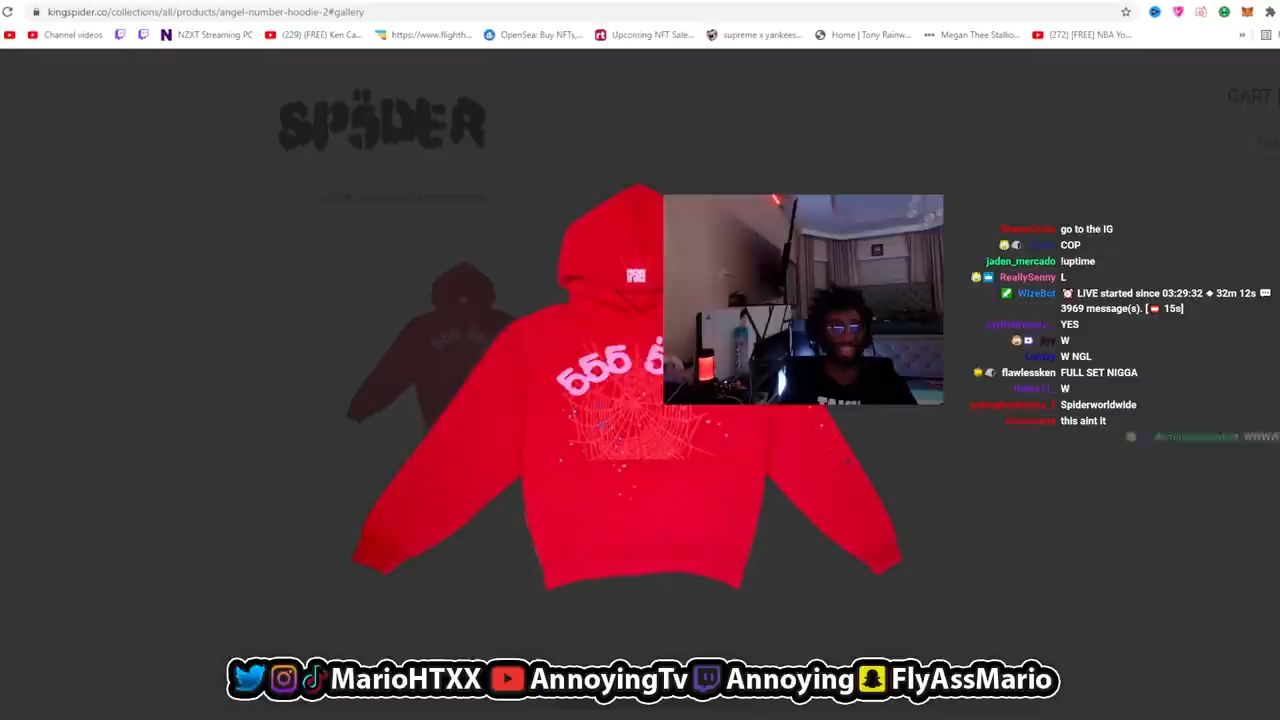 kingspider.co/collections/all/products/angel-number-hoodie-2#gallery
Channel videos
NZXT Streaming PC
(229) (FREE) Ken Ca...
https://www.flighth...
OpenSea: Buy NFTs,...
Upcoming NFT Sale...
supreme x yankees...
Home | Tony Rainw...
Megan Thee Stallio...
(272) [FREE] NBA Yo...
»
SP5DER
CART
555
go to the IG
COP
jaden_mercado !uptime
ReallySenny L
WizeBot LIVE started since 03:29:32 ◆ 32m 12s
3969 message(s). [ 15s]
YES
W
W NGL
flawlessken FULL SET NIGGA
W
Spiderworldwide
this aint it
MarioHTXX AnnoyingTv Annoying FlyAssMario